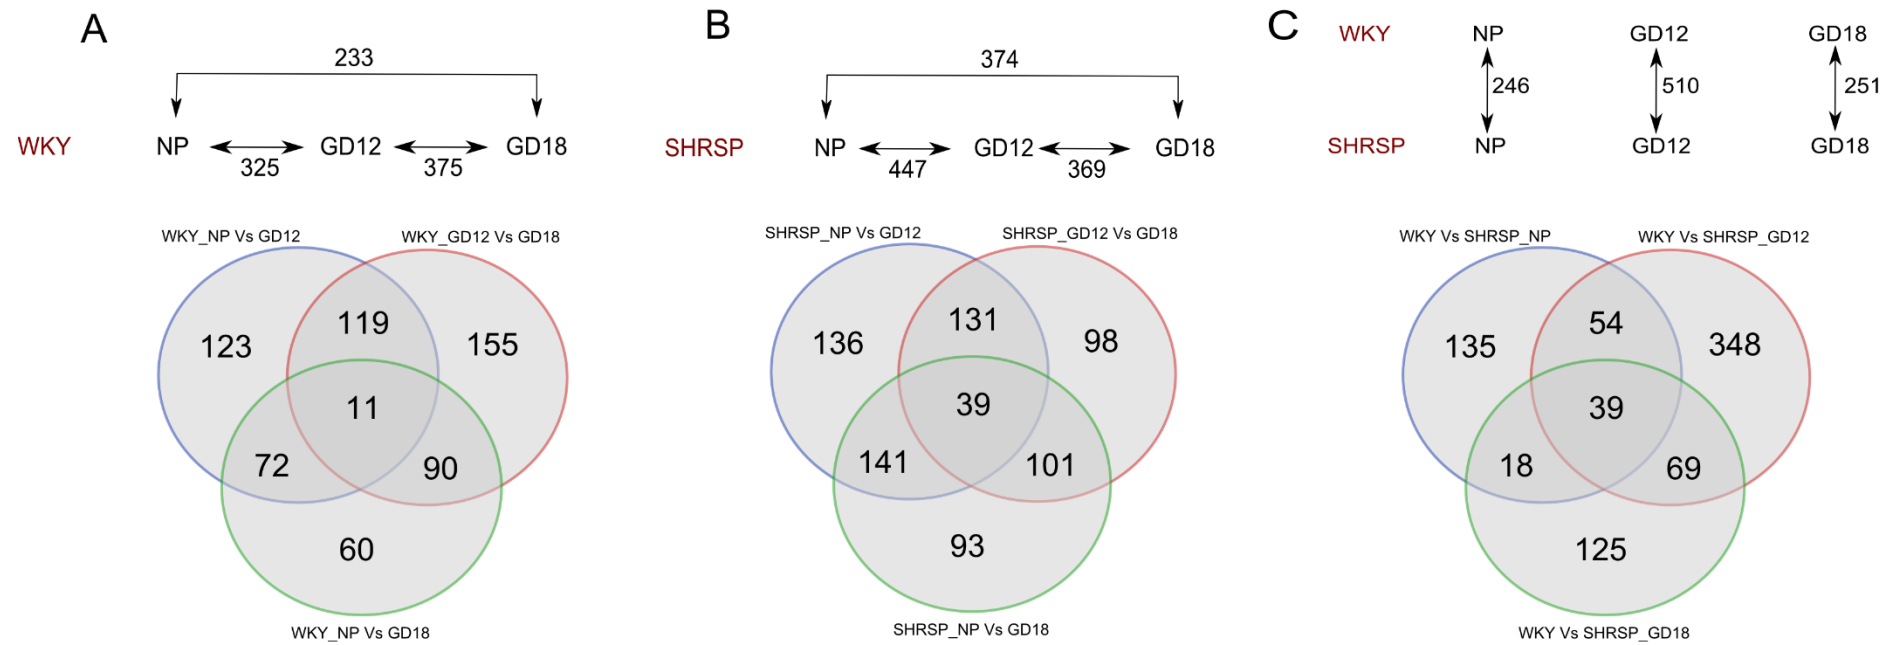 A
233
WKY NP GD12 GD18
325 375
WKY_NP Vs GD12 WKY_GD12 Vs GD18
123 119 155
11
72 90
60
WKY_NP Vs GD18
B
374
SHRSP NP GD12 GD18
447 369
SHRSP_NP Vs GD12 SHRSP_GD12 Vs GD18
136 131 98
39
141 101
93
SHRSP_NP Vs GD18
C
WKY NP GD12 GD18
246 510 251
SHRSP NP GD12 GD18
WKY Vs SHRSP_NP WKY Vs SHRSP_GD12
135 54 348
39
18 69
125
WKY Vs SHRSP_GD18